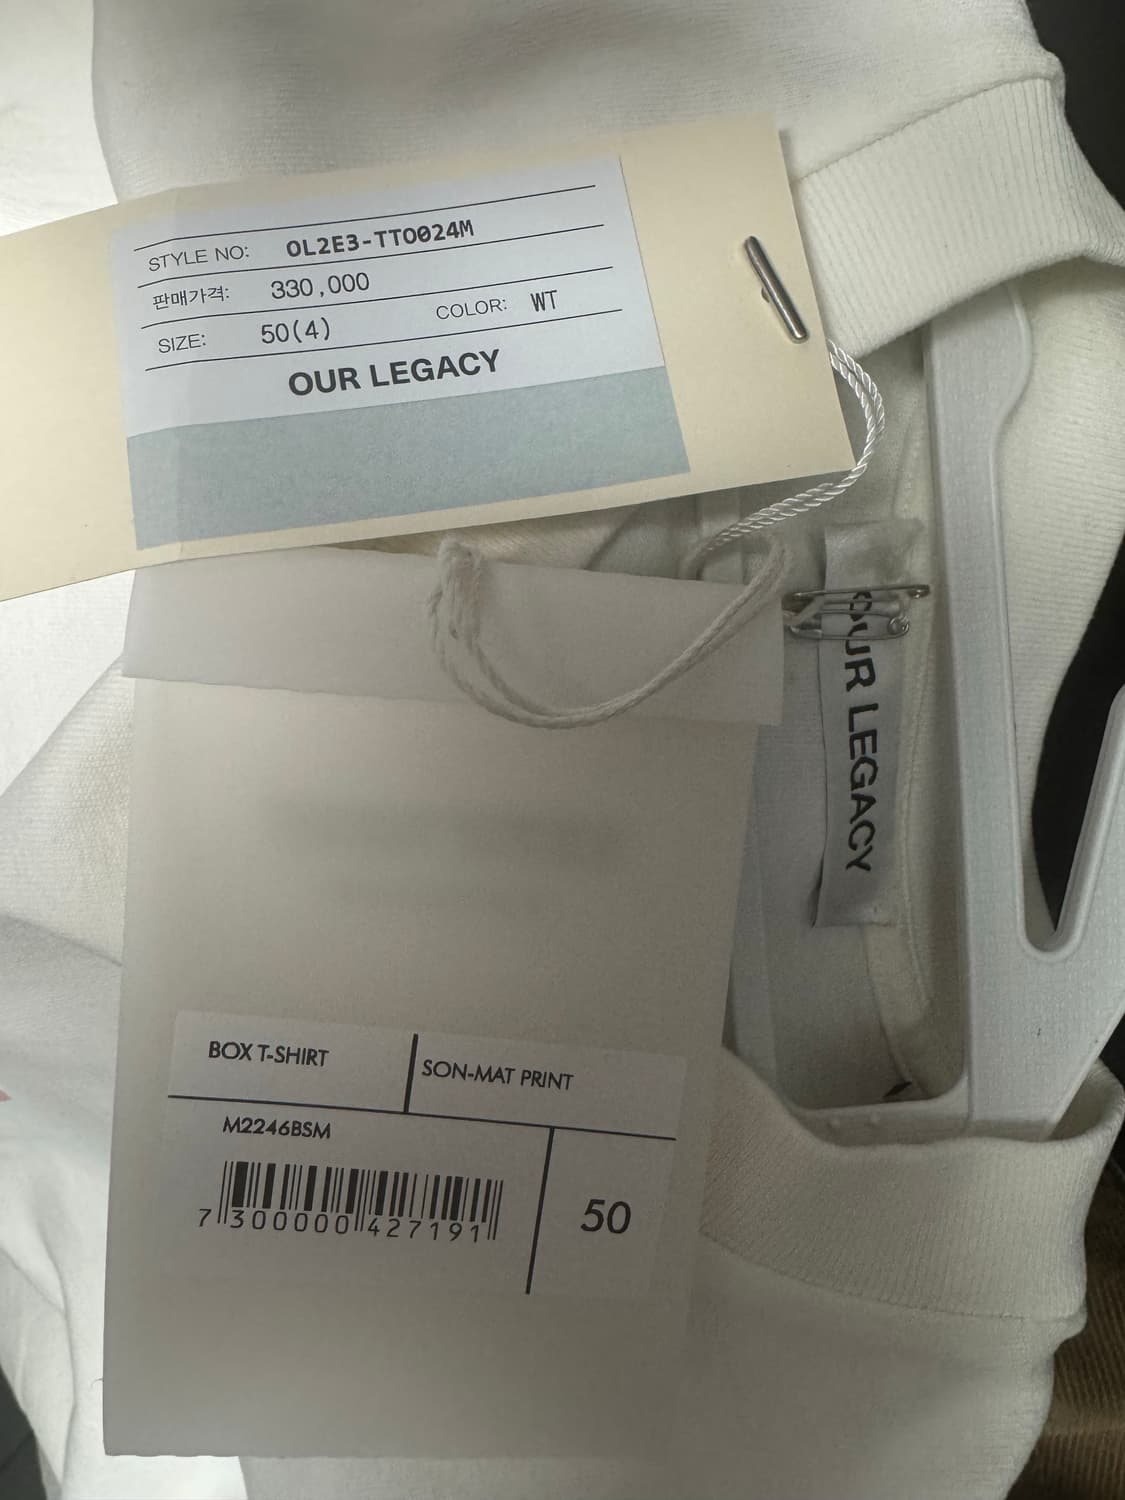 STYLE NO: OL2E3-TTO024M
판매가격: 330,000
SIZE: 50(4) COLOR: WT
OUR LEGACY
OUR LEGACY
BOX T-SHIRT SON-MAT PRINT
M2246BSM
7 300000 427191
50